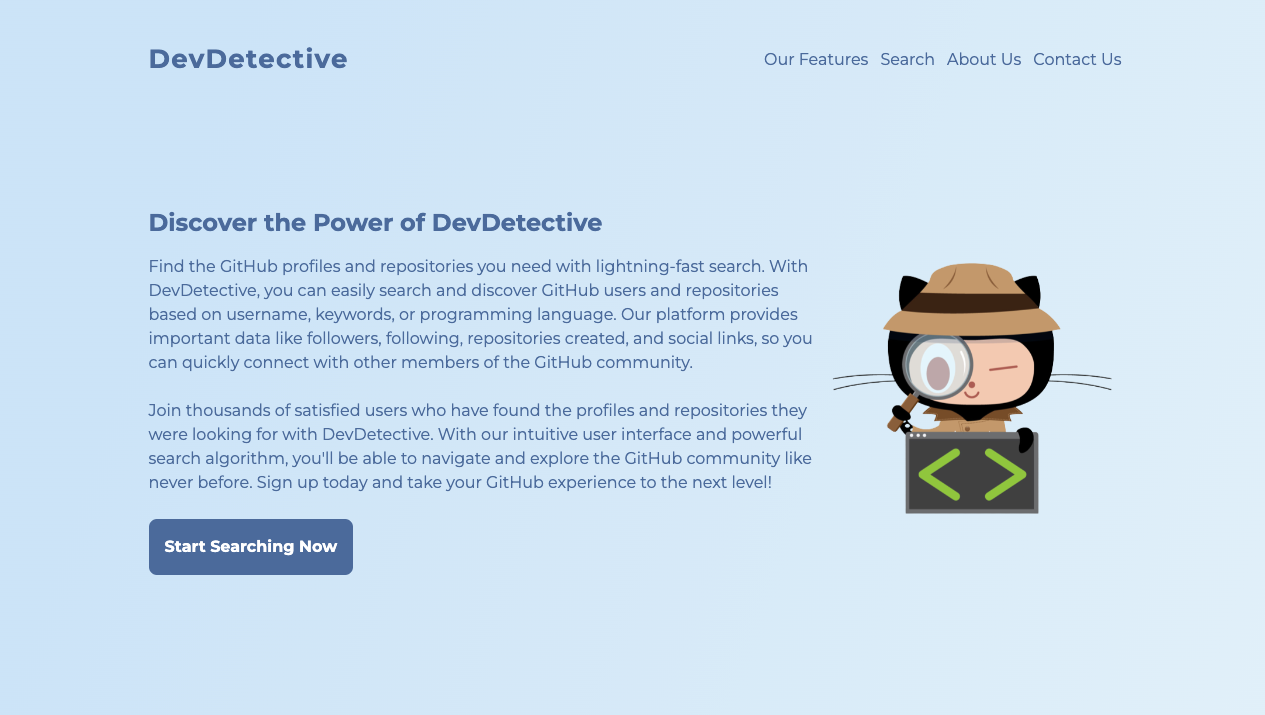 DevDetective
Our Features Search About Us Contact Us
Discover the Power of DevDetective
Find the GitHub profiles and repositories you need with lightning-fast search. With
DevDetective, you can easily search and discover GitHub users and repositories
based on username, keywords, or programming language. Our platform provides
important data like followers, following, repositories created, and social links, so you
can quickly connect with other members of the GitHub community.
Join thousands of satisfied users who have found the profiles and repositories they
were looking for with DevDetective. With our intuitive user interface and powerful
search algorithm, you'll be able to navigate and explore the GitHub community like
never before. Sign up today and take your GitHub experience to the next level!
Start Searching Now